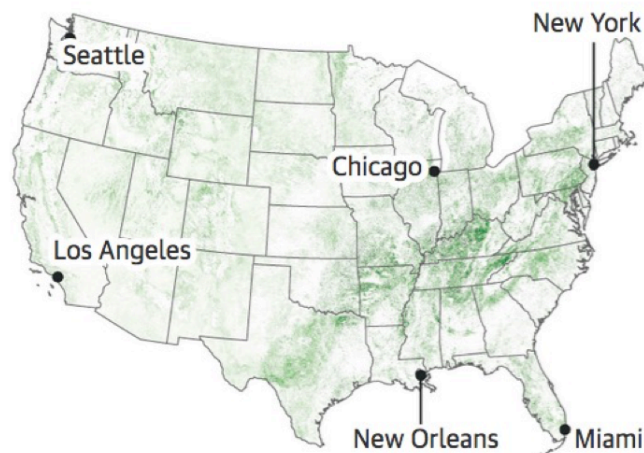 New York
Seattle
Chicago
Los Angeles
New Orleans
Miami